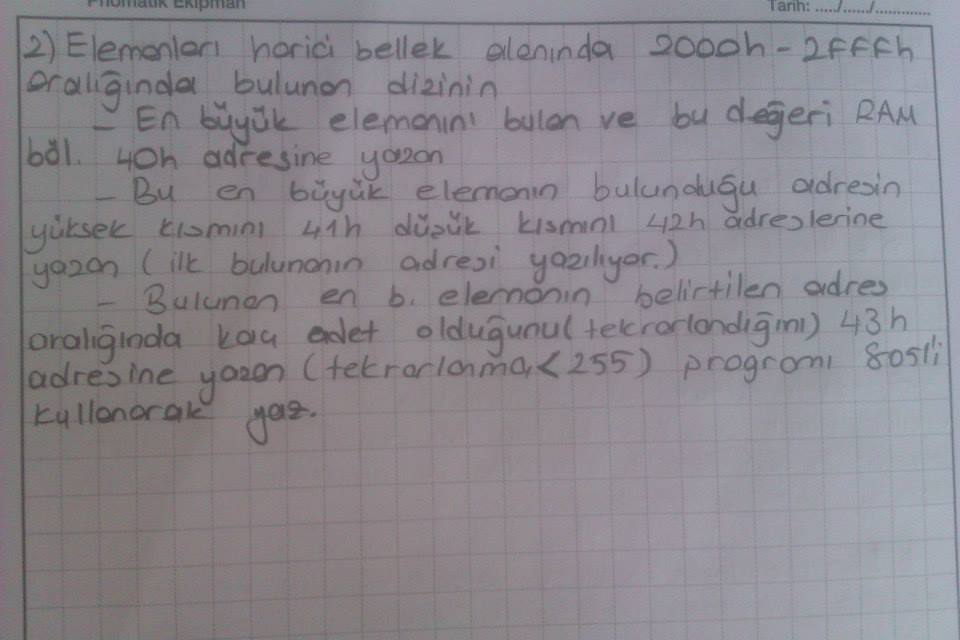 Pnomatik Ekipman
Tarih: ...../....../.............
2) Elemanları harici bellek alanında 2000h - 2FFFh
aralığında bulunan dizinin
- En büyük elemanını bulan ve bu değeri RAM
böl. 40h adresine yazan
- Bu en büyük elemanın bulunduğu adresin
yüksek kısmını 41h düşük kısmını 42h adreslerine
yazan (ilk bulunanın adresi yazılıyor.)
- Bulunan en b. elemanın belirtilen adres
aralığında kaç adet olduğunu(tekrarlandığını) 43h
adresine yazan (tekrarlanma,<255) programı 8051'i
kullanarak yaz.